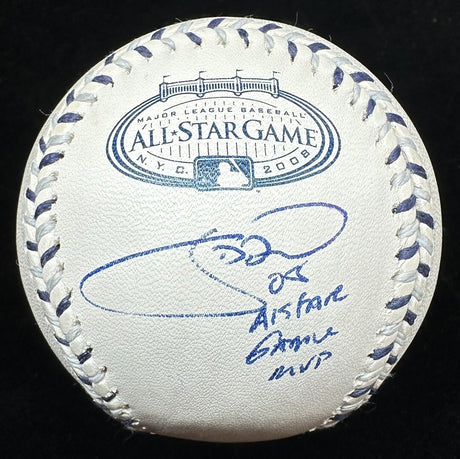 MAJOR LEAGUE BASEBALL
ALL★STAR GAME
N.Y.C. 2008
08
Allstar
Game
MVP